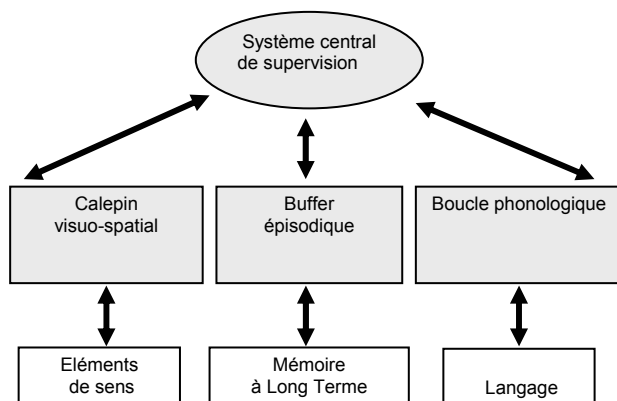 Système central
de supervision
Calepin
visuo-spatial
Buffer
épisodique
Boucle phonologique
Eléments
de sens
Mémoire
à Long Terme
Langage